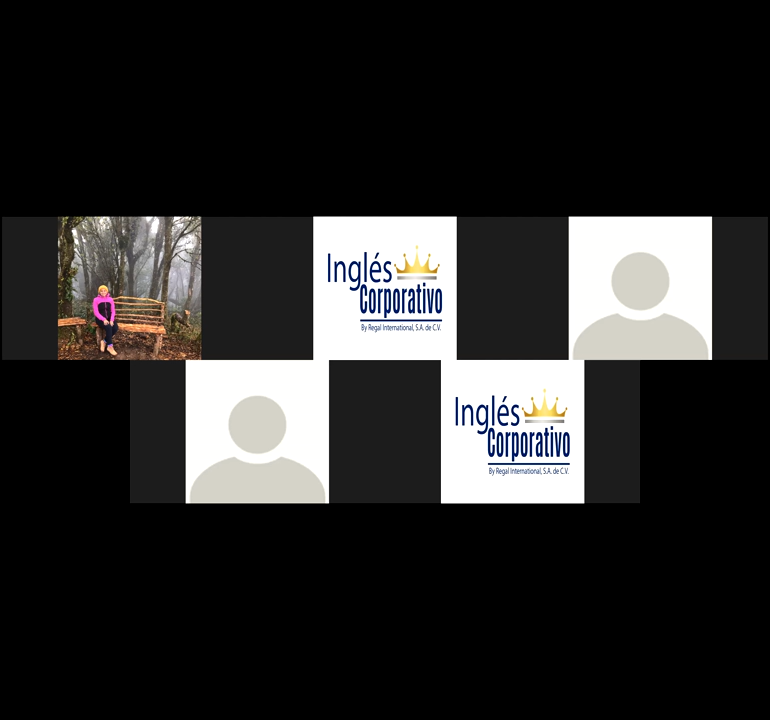 Inglés
Corporativo
By Regal International, S.A. de C.V.
Inglés
Corporativo
By Regal International, S.A. de C.V.